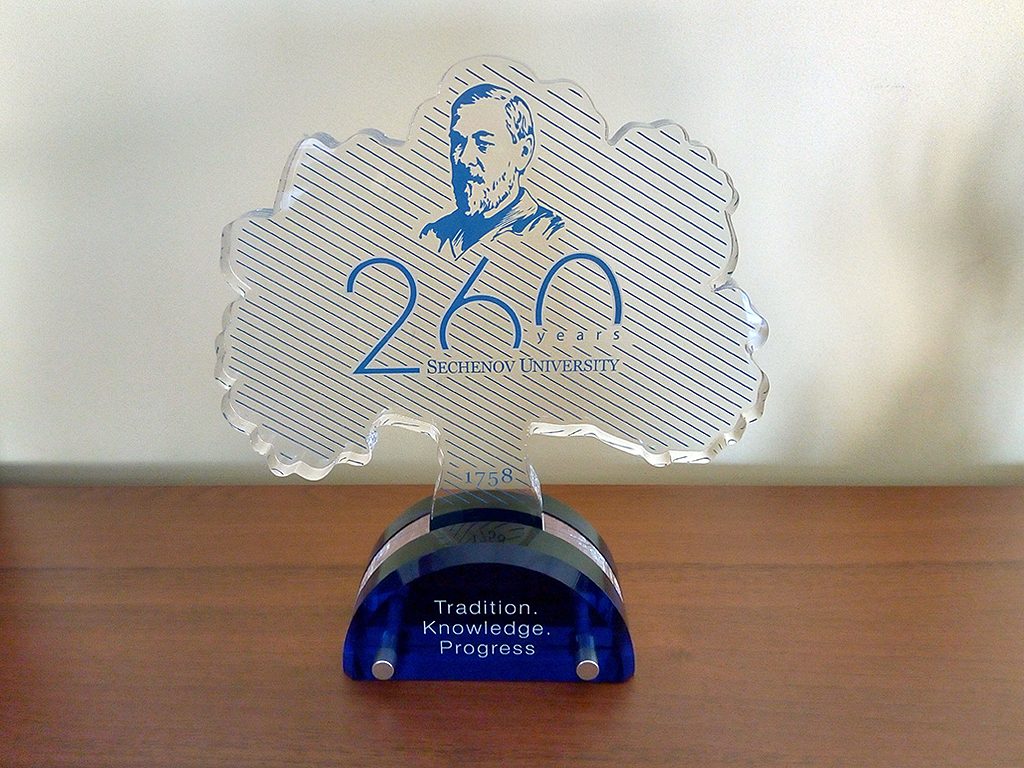 260
years
SECHENOV UNIVERSITY
1758
Tradition.
Knowledge.
Progress